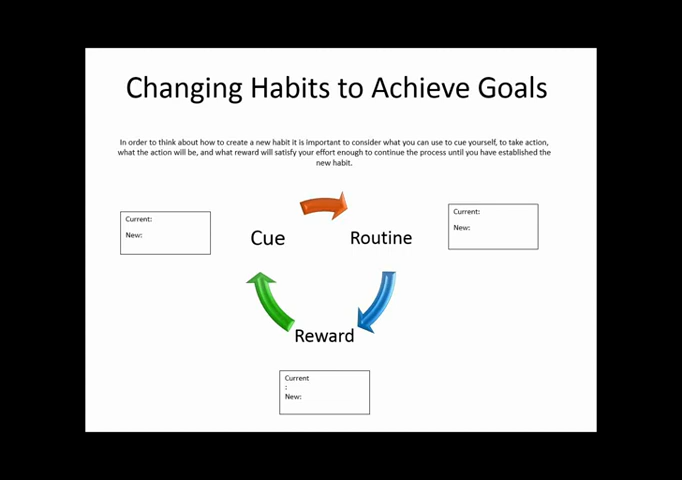 Changing Habits to Achieve Goals
In order to think about how to create a new habit it is important to consider what you can use to cue yourself, to take action,
what the action will be, and what reward will satisfy your effort enough to continue the process until you have established the
new habit.
Current:
New:
Cue
Routine
Current:
New:
Reward
Current
:
New: